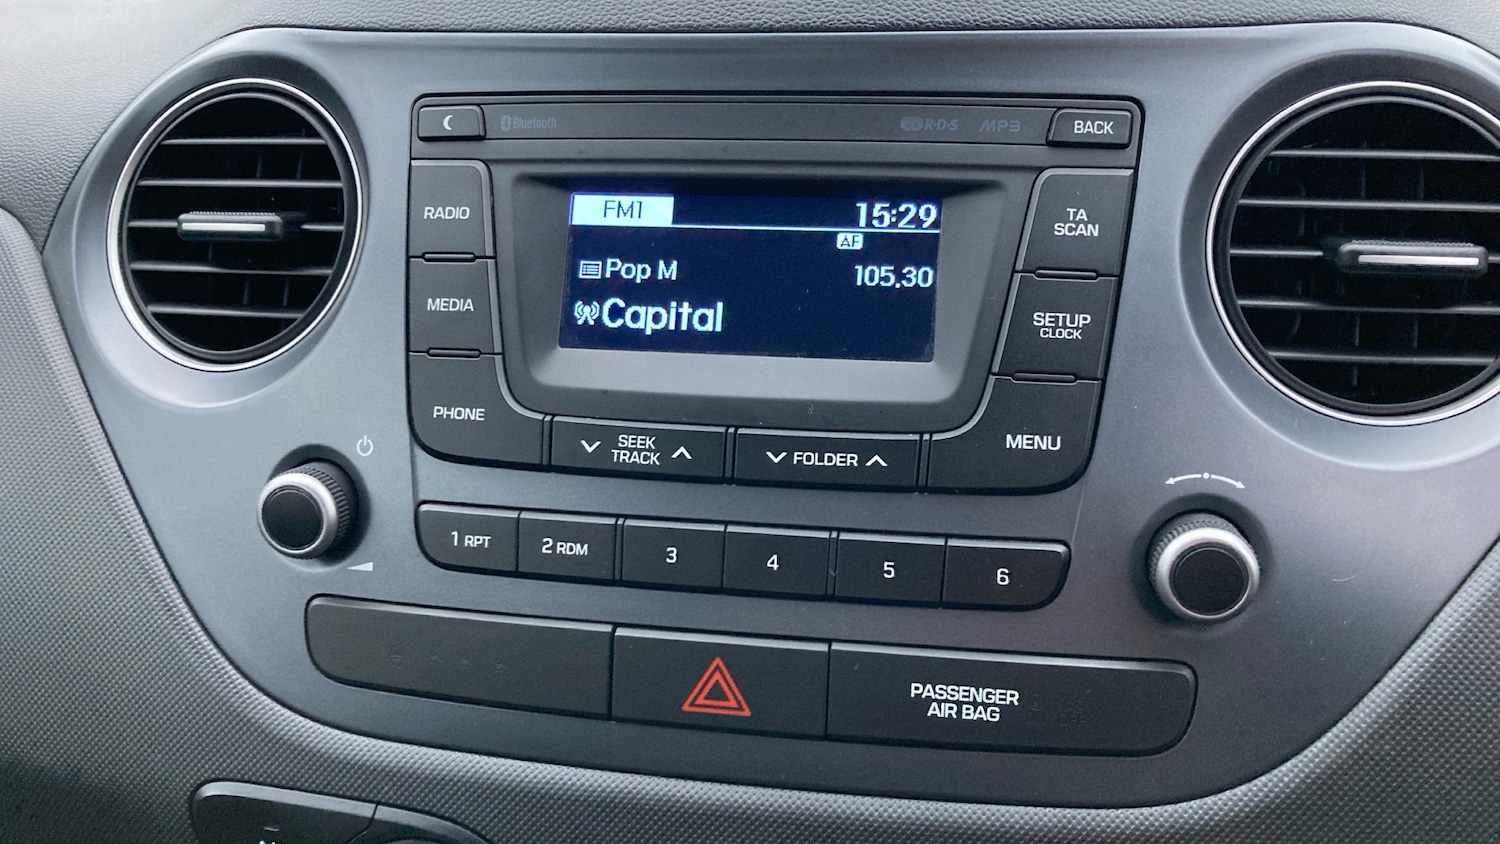 Bluetooth
R·D·S
MP3
BACK
RADIO
FM1
15:29
TA
SCAN
AF
Pop M
105.30
MEDIA
Capital
SETUP
CLOCK
PHONE
SEEK
TRACK
FOLDER
MENU
1 RPT
2 RDM
3
4
5
6
PASSENGER
AIR BAG